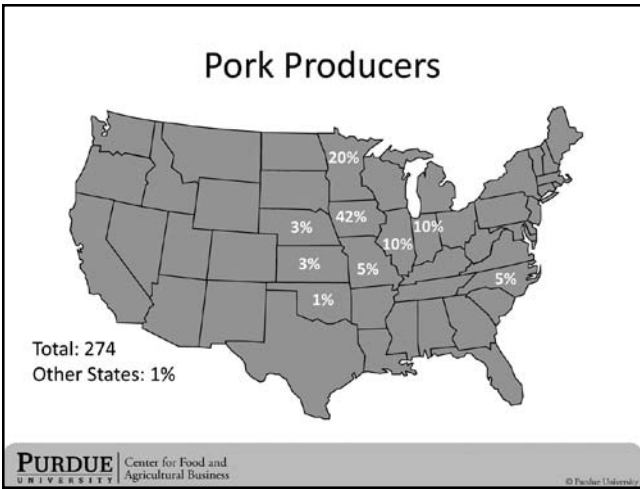 Pork Producers
20%
42%
3%
10%
10%
3%
5%
5%
1%
Total: 274
Other States: 1%
PURDUE
UNIVERSITY
Center for Food and
Agricultural Business
© Purdue University